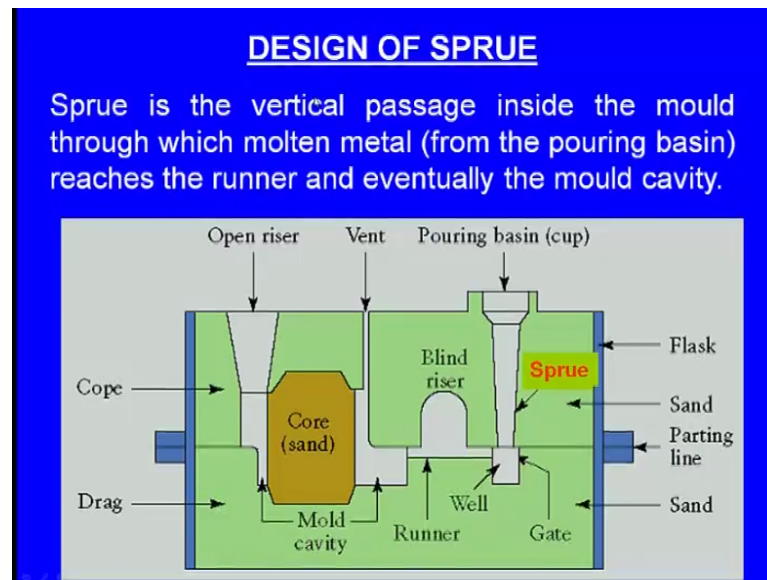 DESIGN OF SPRUE
Sprue is the vertical passage inside the mould
through which molten metal (from the pouring basin)
reaches the runner and eventually the mould cavity.
Open riser
Vent
Pouring basin (cup)
Flask
Blind
riser
Sprue
Cope
Core
(sand)
Sand
Parting
line
Drag
Mold
cavity
Runner
Well
Gate
Sand